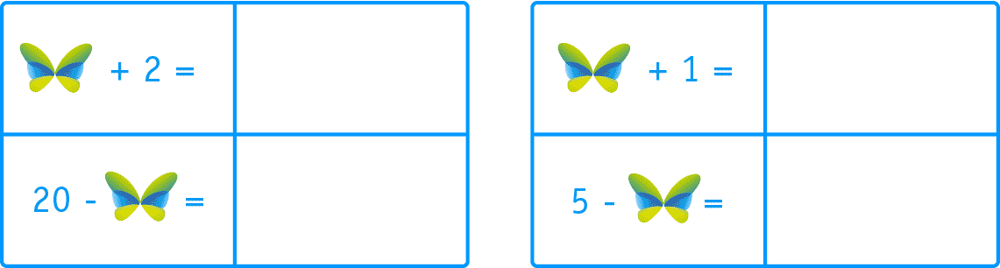 + 2 =
+ 1 =
20 - =
5 - =